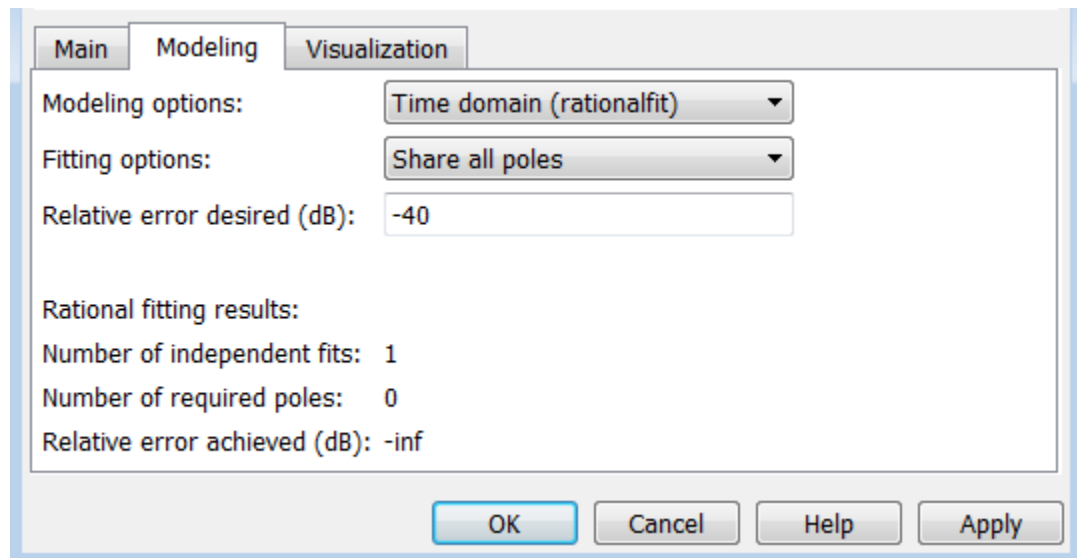 Main Modeling Visualization
Modeling options: Time domain (rationalfit)
Fitting options: Share all poles
Relative error desired (dB): -40
Rational fitting results:
Number of independent fits: 1
Number of required poles: 0
Relative error achieved (dB): -inf
OK Cancel Help Apply